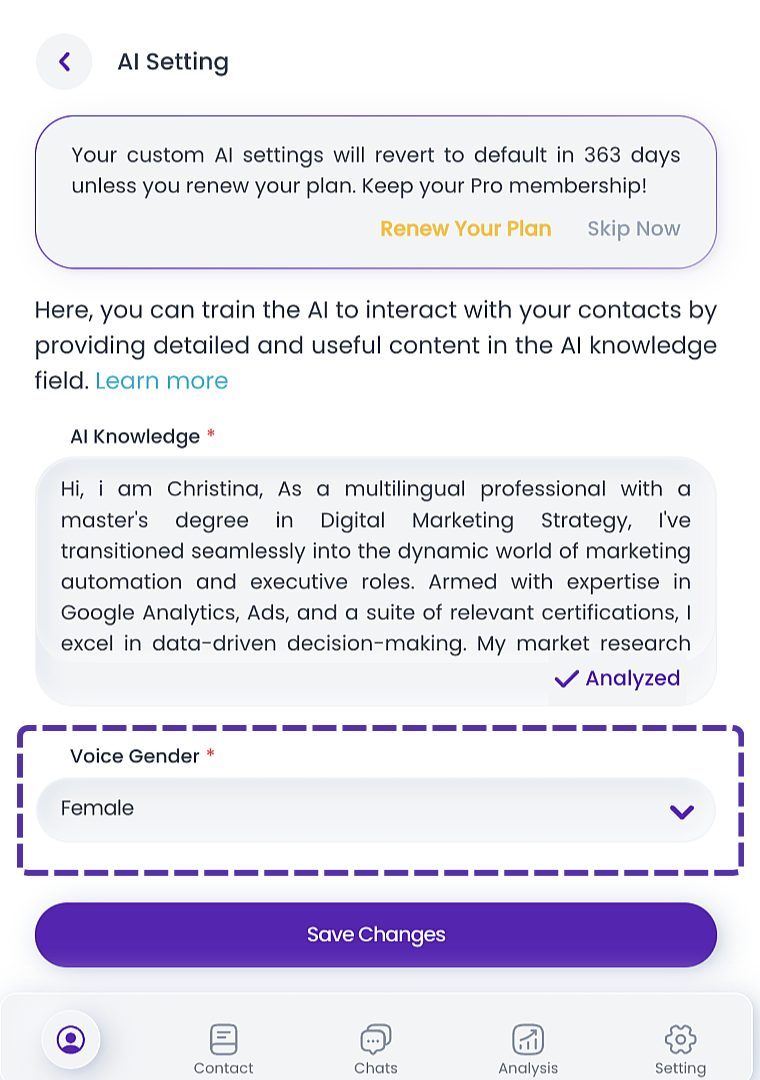 AI Setting
Your custom AI settings will revert to default in 363 days
unless you renew your plan. Keep your Pro membership!
Renew Your Plan Skip Now
Here, you can train the AI to interact with your contacts by
providing detailed and useful content in the AI knowledge
field. Learn more
AI Knowledge *
Hi, i am Christina, As a multilingual professional with a
master's degree in Digital Marketing Strategy, I've
transitioned seamlessly into the dynamic world of marketing
automation and executive roles. Armed with expertise in
Google Analytics, Ads, and a suite of relevant certifications, I
excel in data-driven decision-making. My market research
Analyzed
Voice Gender *
Female
Save Changes
Contact Chats Analysis Setting